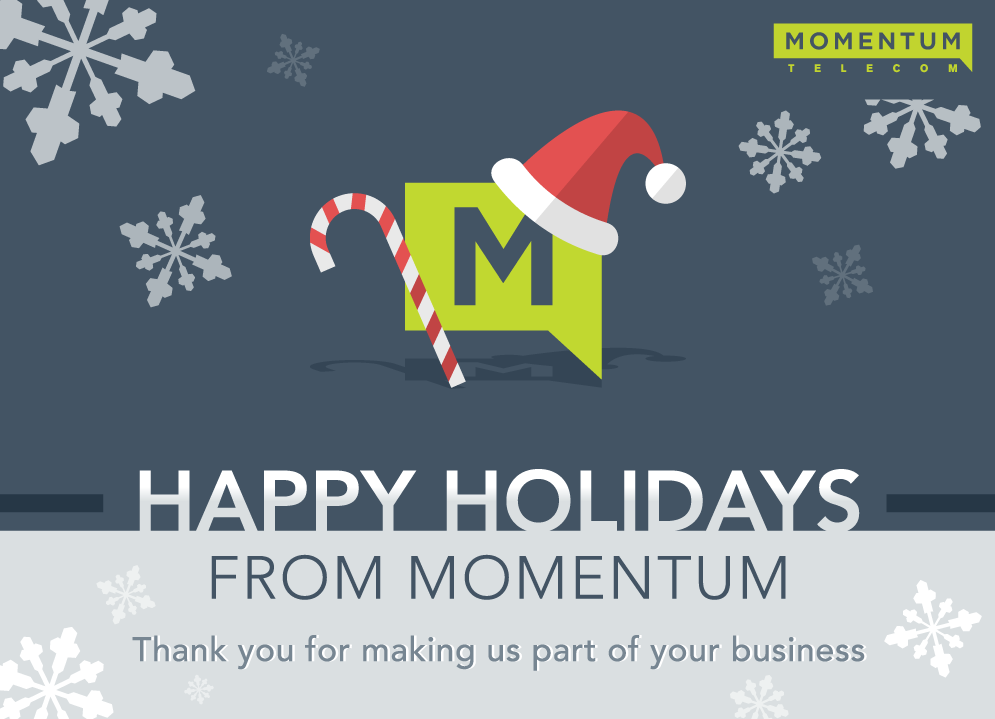 MOMENTUM
TELECOM
M
HAPPY HOLIDAYS
FROM MOMENTUM
Thank you for making us part of your business